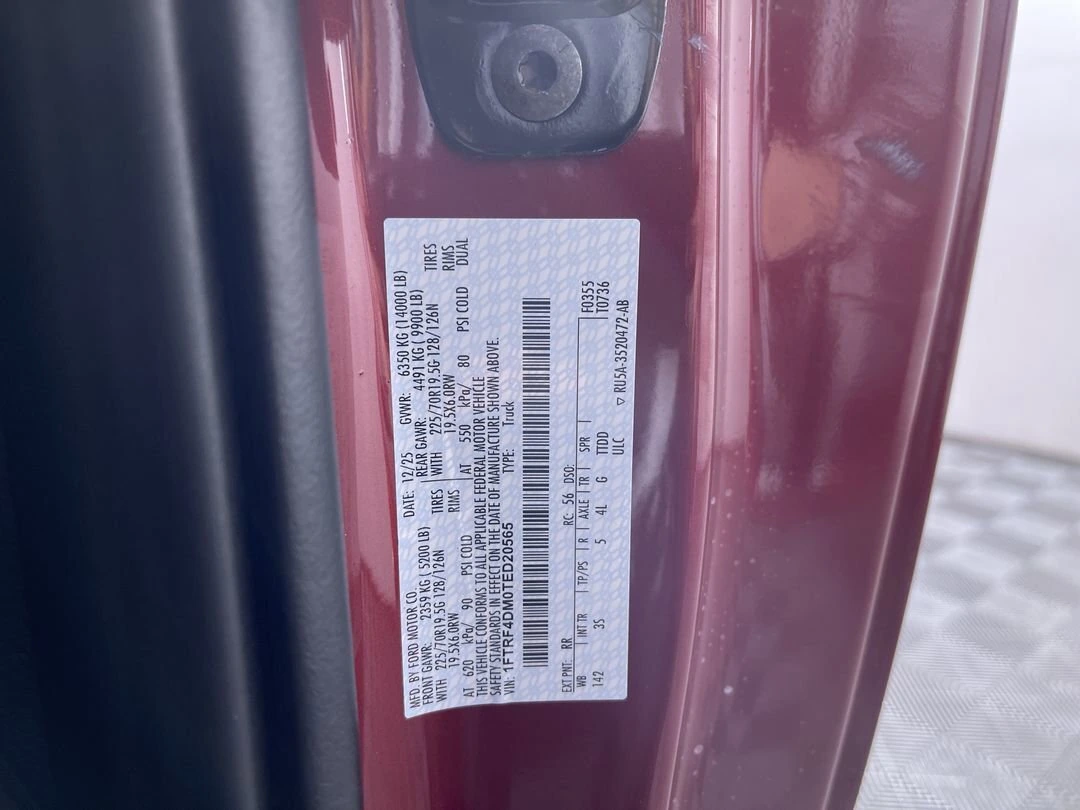 MFD. BY FORD MOTOR CO.
DATE: 12/25 GVWR: 6350 KG (14000 LB)
FRONT GAWR: 2359 KG ( 5200 LB) REAR GAWR: 4491 KG ( 9900 LB)
WITH 225/70R19.5G 128/126N TIRES WITH 225/70R19.5G 128/126N TIRES
19.5X6.0RW RIMS 19.5X6.0RW RIMS
AT 620 kPa/ 90 PSI COLD AT 550 kPa/ 80 PSI COLD DUAL
THIS VEHICLE CONFORMS TO ALL APPLICABLE FEDERAL MOTOR VEHICLE
SAFETY STANDARDS IN EFFECT ON THE DATE OF MANUFACTURE SHOWN ABOVE.
VIN: 1FTRF4DM0TED20565 TYPE: Truck
EXT PNT: RR RC: 56 DSO: F0355
WB | INT TR | TP/PS | R | AXLE | TR | SPR | T0736
142 3S 5 4L G TTDD
ULC ▽ RU5A-3520472-AB